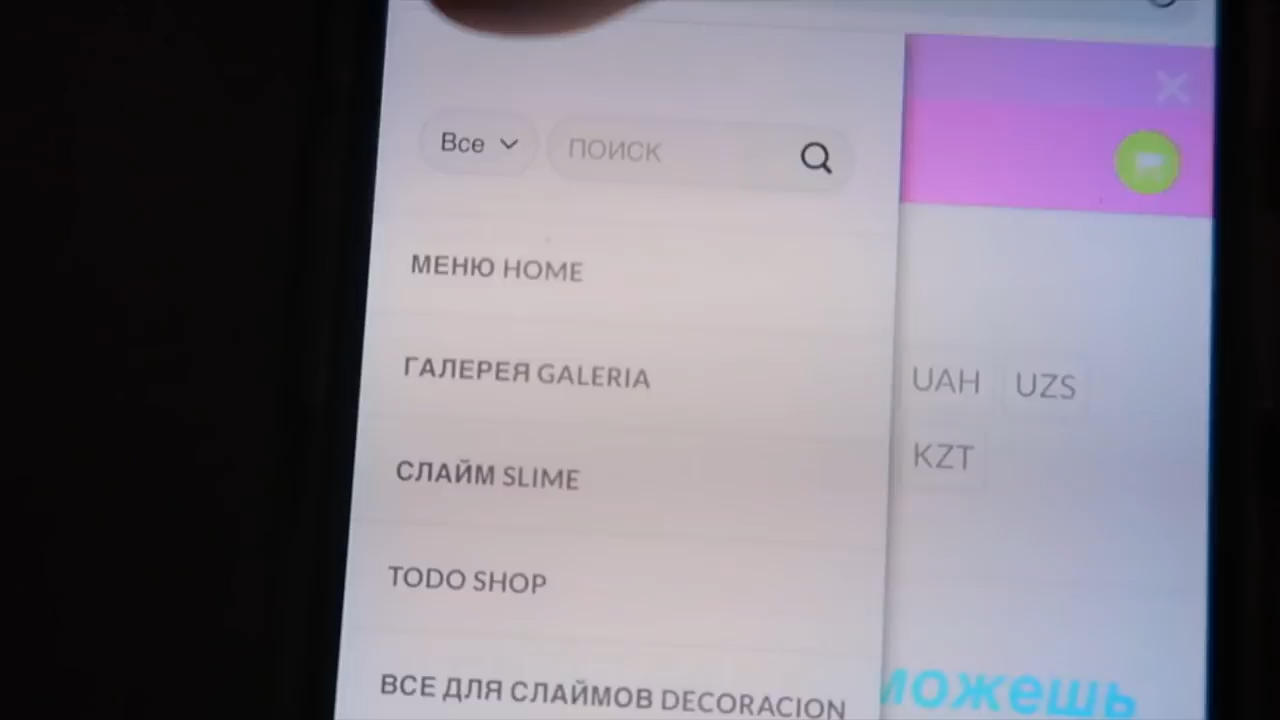 Все ПОИСК
МЕНЮ HOME
ГАЛЕРЕЯ GALERIA
UAH UZS
KZT
СЛАЙМ SLIME
TODO SHOP
ВСЕ ДЛЯ СЛАЙМОВ DECORACION
можешь